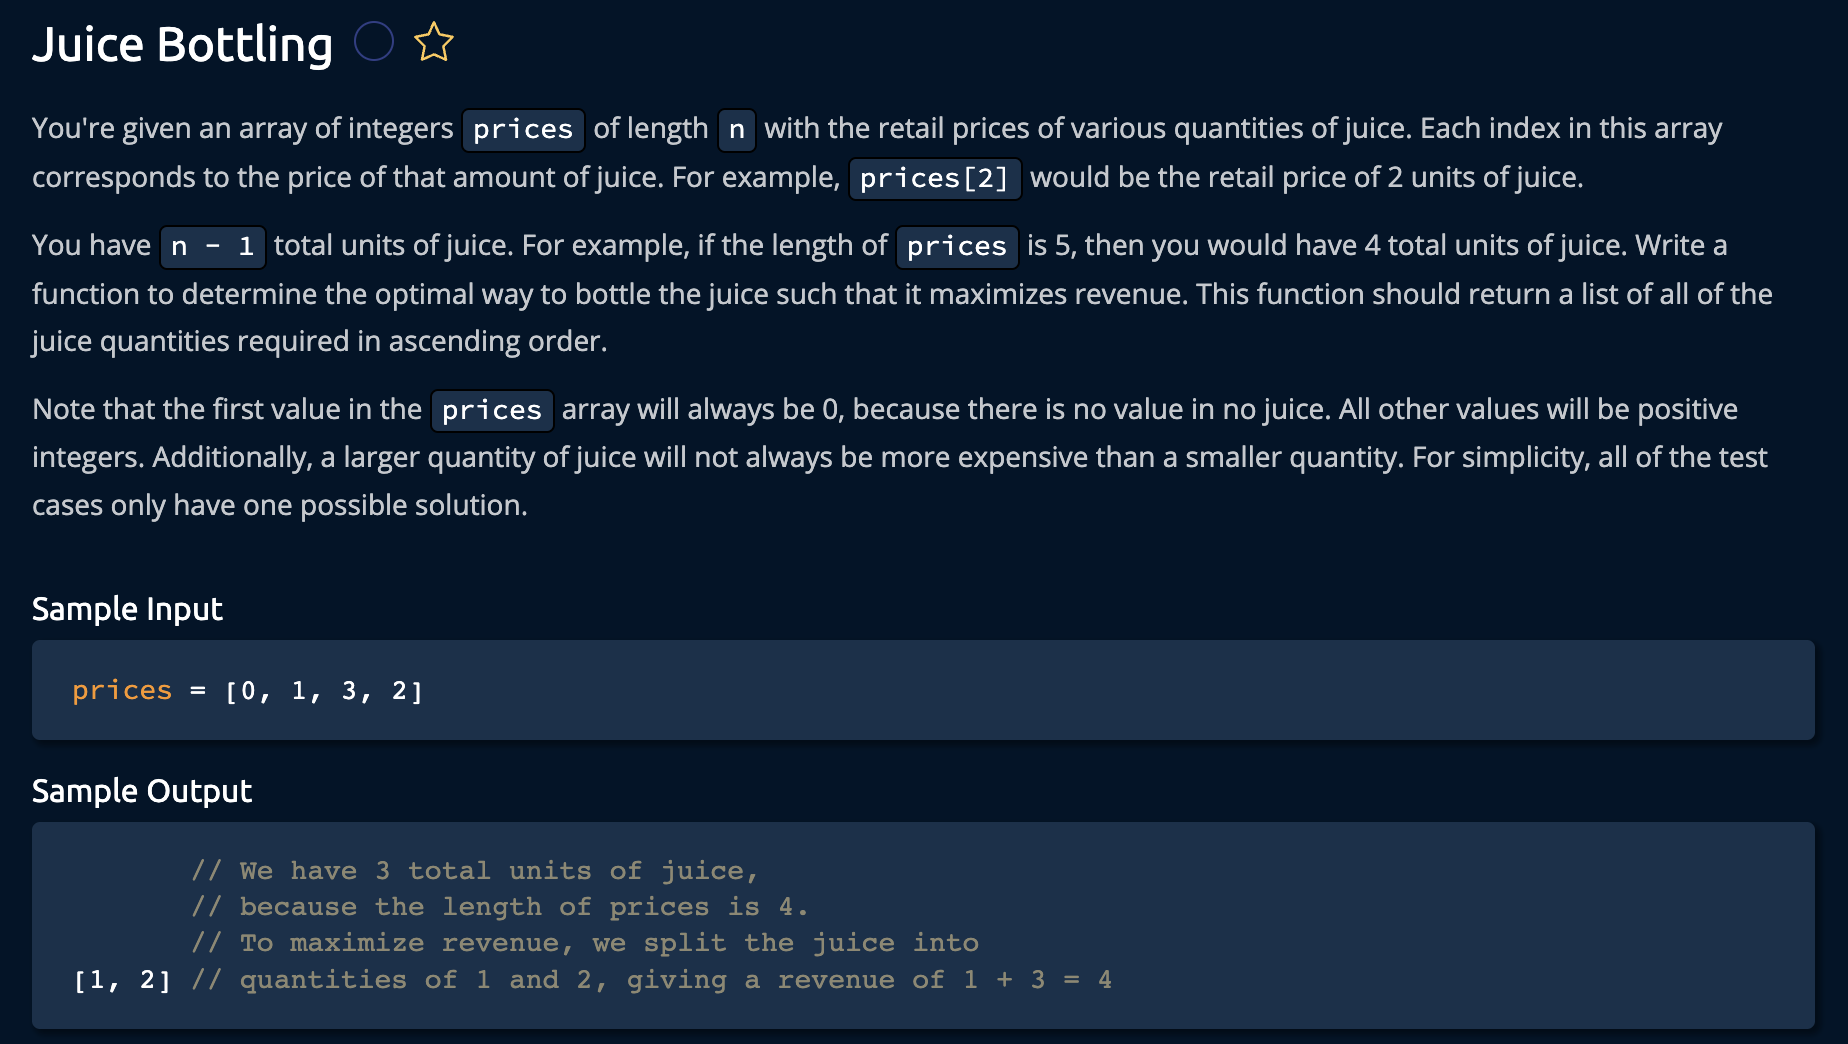 Juice Bottling
You're given an array of integers prices of length n with the retail prices of various quantities of juice. Each index in this array
corresponds to the price of that amount of juice. For example, prices[2] would be the retail price of 2 units of juice.
You have n - 1 total units of juice. For example, if the length of prices is 5, then you would have 4 total units of juice. Write a
function to determine the optimal way to bottle the juice such that it maximizes revenue. This function should return a list of all of the
juice quantities required in ascending order.
Note that the first value in the prices array will always be 0, because there is no value in no juice. All other values will be positive
integers. Additionally, a larger quantity of juice will not always be more expensive than a smaller quantity. For simplicity, all of the test
cases only have one possible solution.
Sample Input
prices = [0, 1, 3, 2]
Sample Output
// We have 3 total units of juice,
// because the length of prices is 4.
// To maximize revenue, we split the juice into
[1, 2] // quantities of 1 and 2, giving a revenue of 1 + 3 = 4